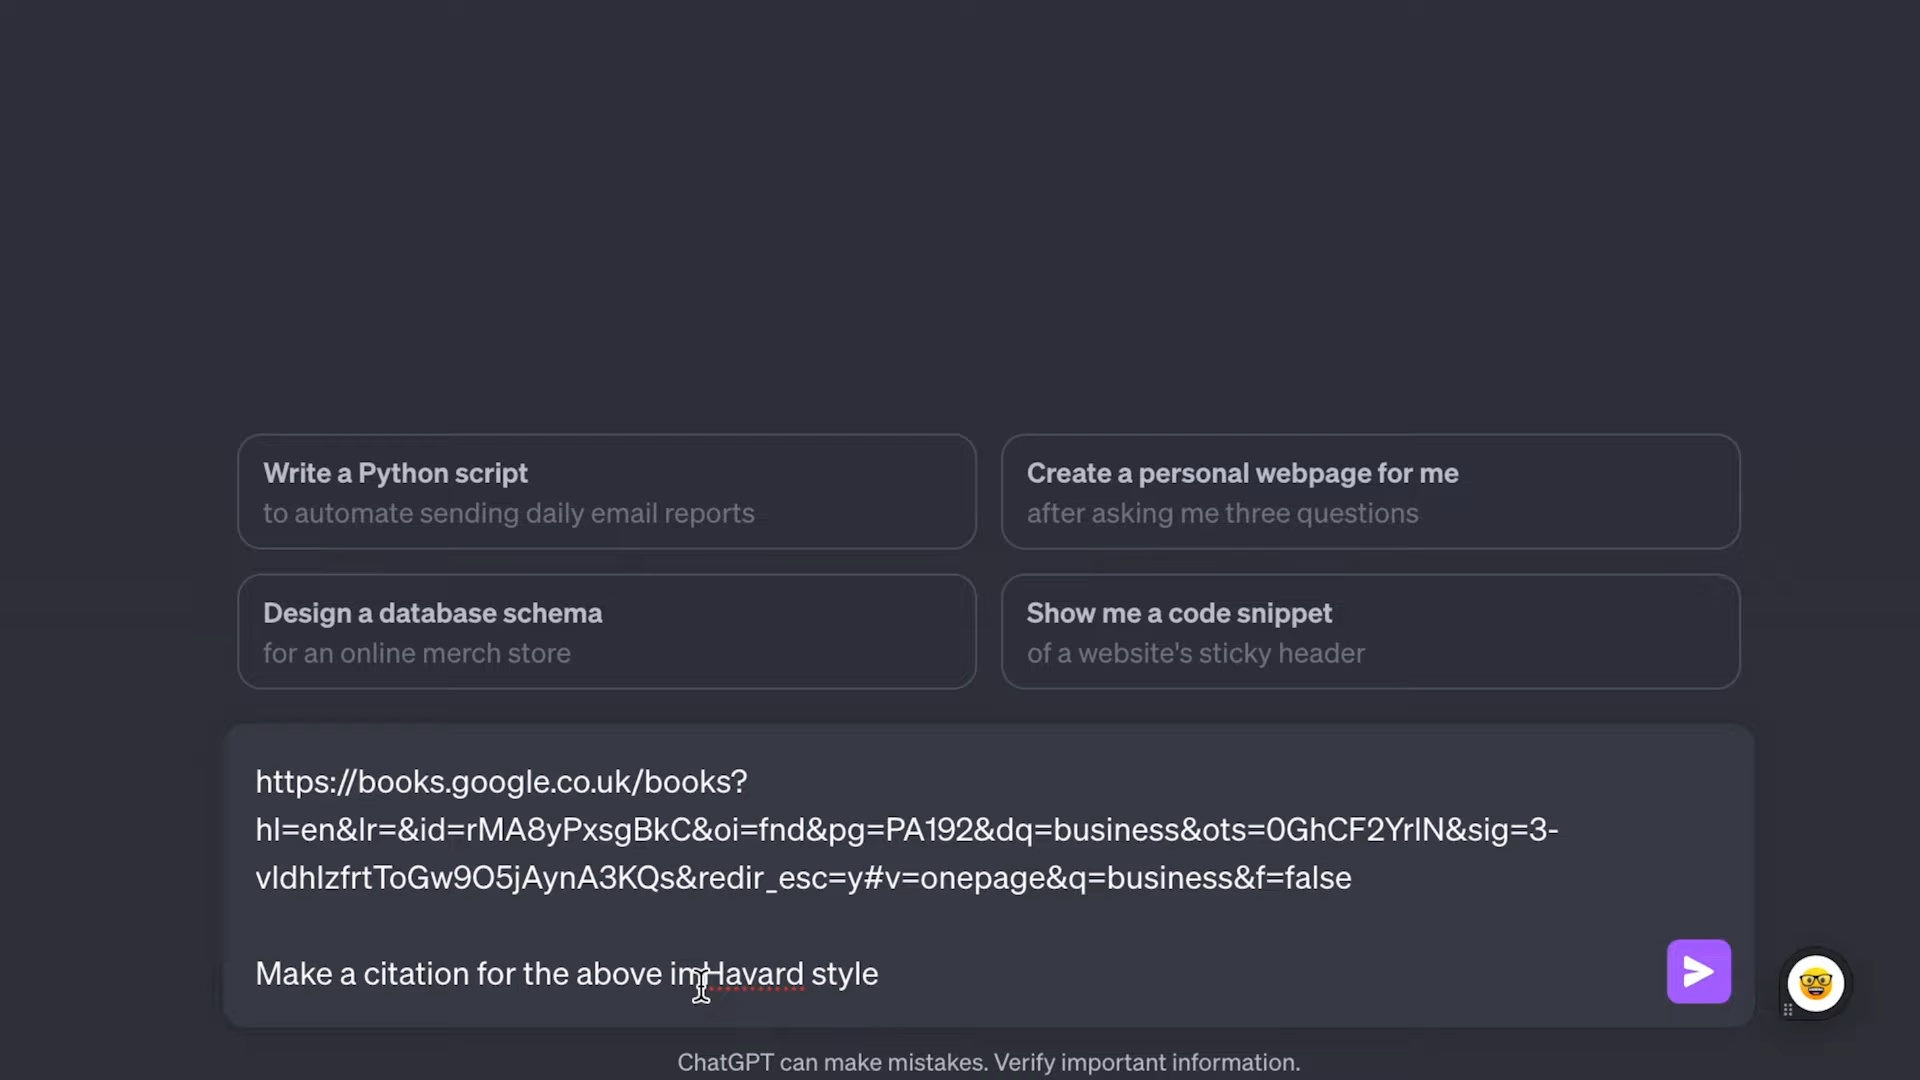 Write a Python script
to automate sending daily email reports
Create a personal webpage for me
after asking me three questions
Design a database schema
for an online merch store
Show me a code snippet
of a website's sticky header
https://books.google.co.uk/books?
hl=en&lr=&id=rMA8yPxsgBkC&oi=fnd&pg=PA192&dq=business&ots=0GhCF2YrIN&sig=3-
vIdhIzfrtToGw9O5jAynA3KQs&redir_esc=y#v=onepage&q=business&f=false
Make a citation for the above in Havard style
ChatGPT can make mistakes. Verify important information.